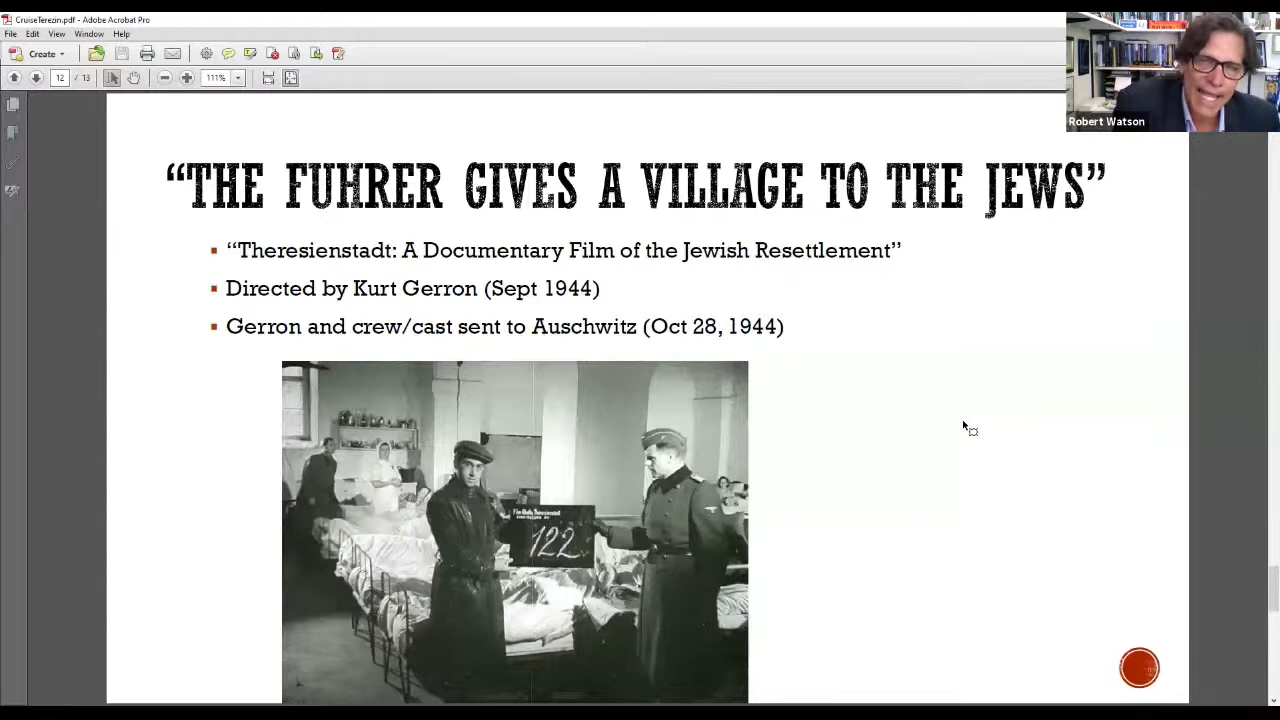 CruiseTerezin.pdf - Adobe Acrobat Pro
File Edit View Window Help
Create
12 / 13
111%
Robert Watson
“THE FUHRER GIVES A VILLAGE TO THE JEWS”
“Theresienstadt: A Documentary Film of the Jewish Resettlement”
Directed by Kurt Gerron (Sept 1944)
Gerron and crew/cast sent to Auschwitz (Oct 28, 1944)
122